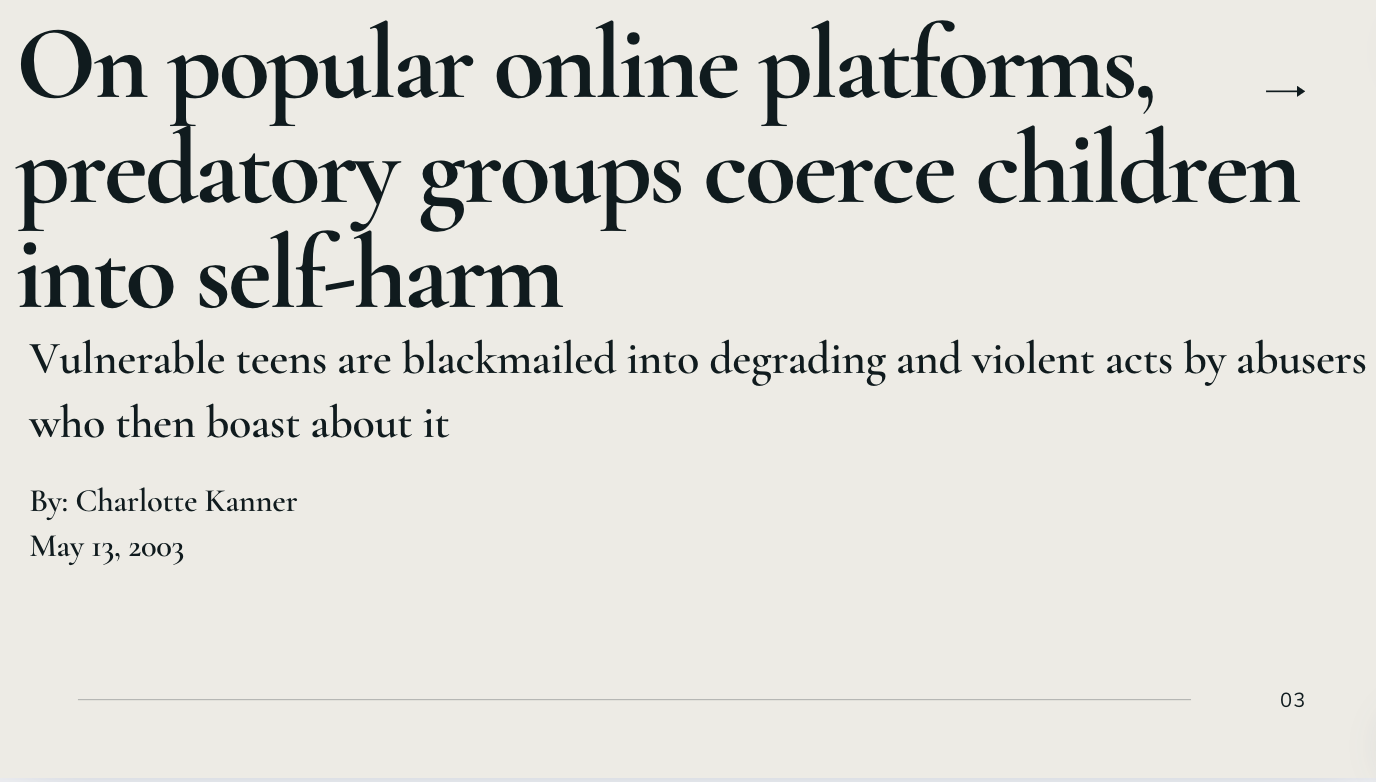 On popular online platforms,
predatory groups coerce children
into self-harm
Vulnerable teens are blackmailed into degrading and violent acts by abusers
who then boast about it
By: Charlotte Kanner
May 13, 2003
03